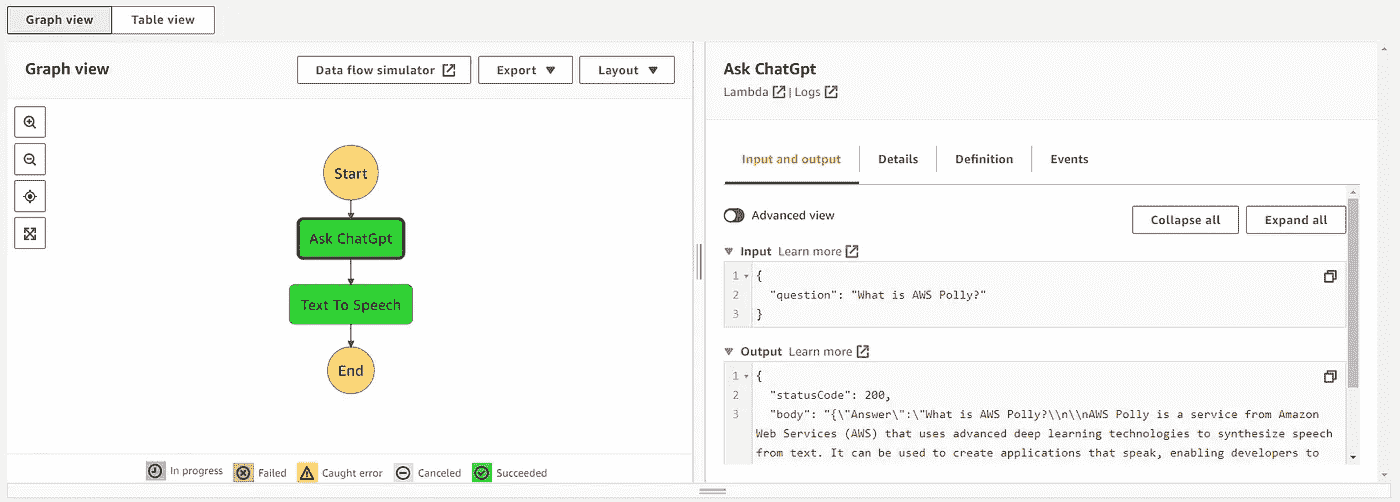 Graph view
Table view
Graph view
Data flow simulator
Export
Layout
Start
Ask ChatGpt
Text To Speech
End
In progress
Failed
Caught error
Canceled
Succeeded
Ask ChatGpt
Lambda | Logs
Input and output
Details
Definition
Events
Advanced view
Collapse all
Expand all
Input Learn more
1 {
2 "question": "What is AWS Polly?"
3 }
Output Learn more
1 {
2 "statusCode": 200,
3 "body": "{\"Answer\":\"What is AWS Polly?\\n\\nAWS Polly is a service from Amazon
Web Services (AWS) that uses advanced deep learning technologies to synthesize speech
from text. It can be used to create applications that speak, enabling developers to